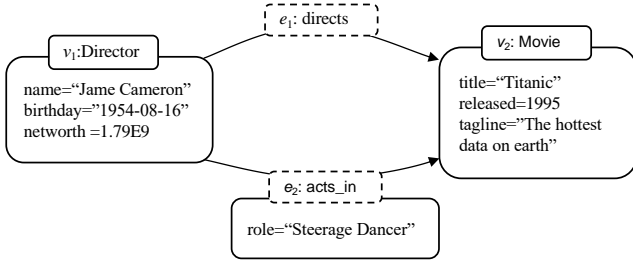 e₁: directs
v₁:Director
v₂: Movie
name=“Jame Cameron”
birthday=”1954-08-16”
networth =1.79E9
title=“Titanic”
released=1995
tagline=”The hottest
data on earth”
e₂: acts_in
role=“Steerage Dancer”